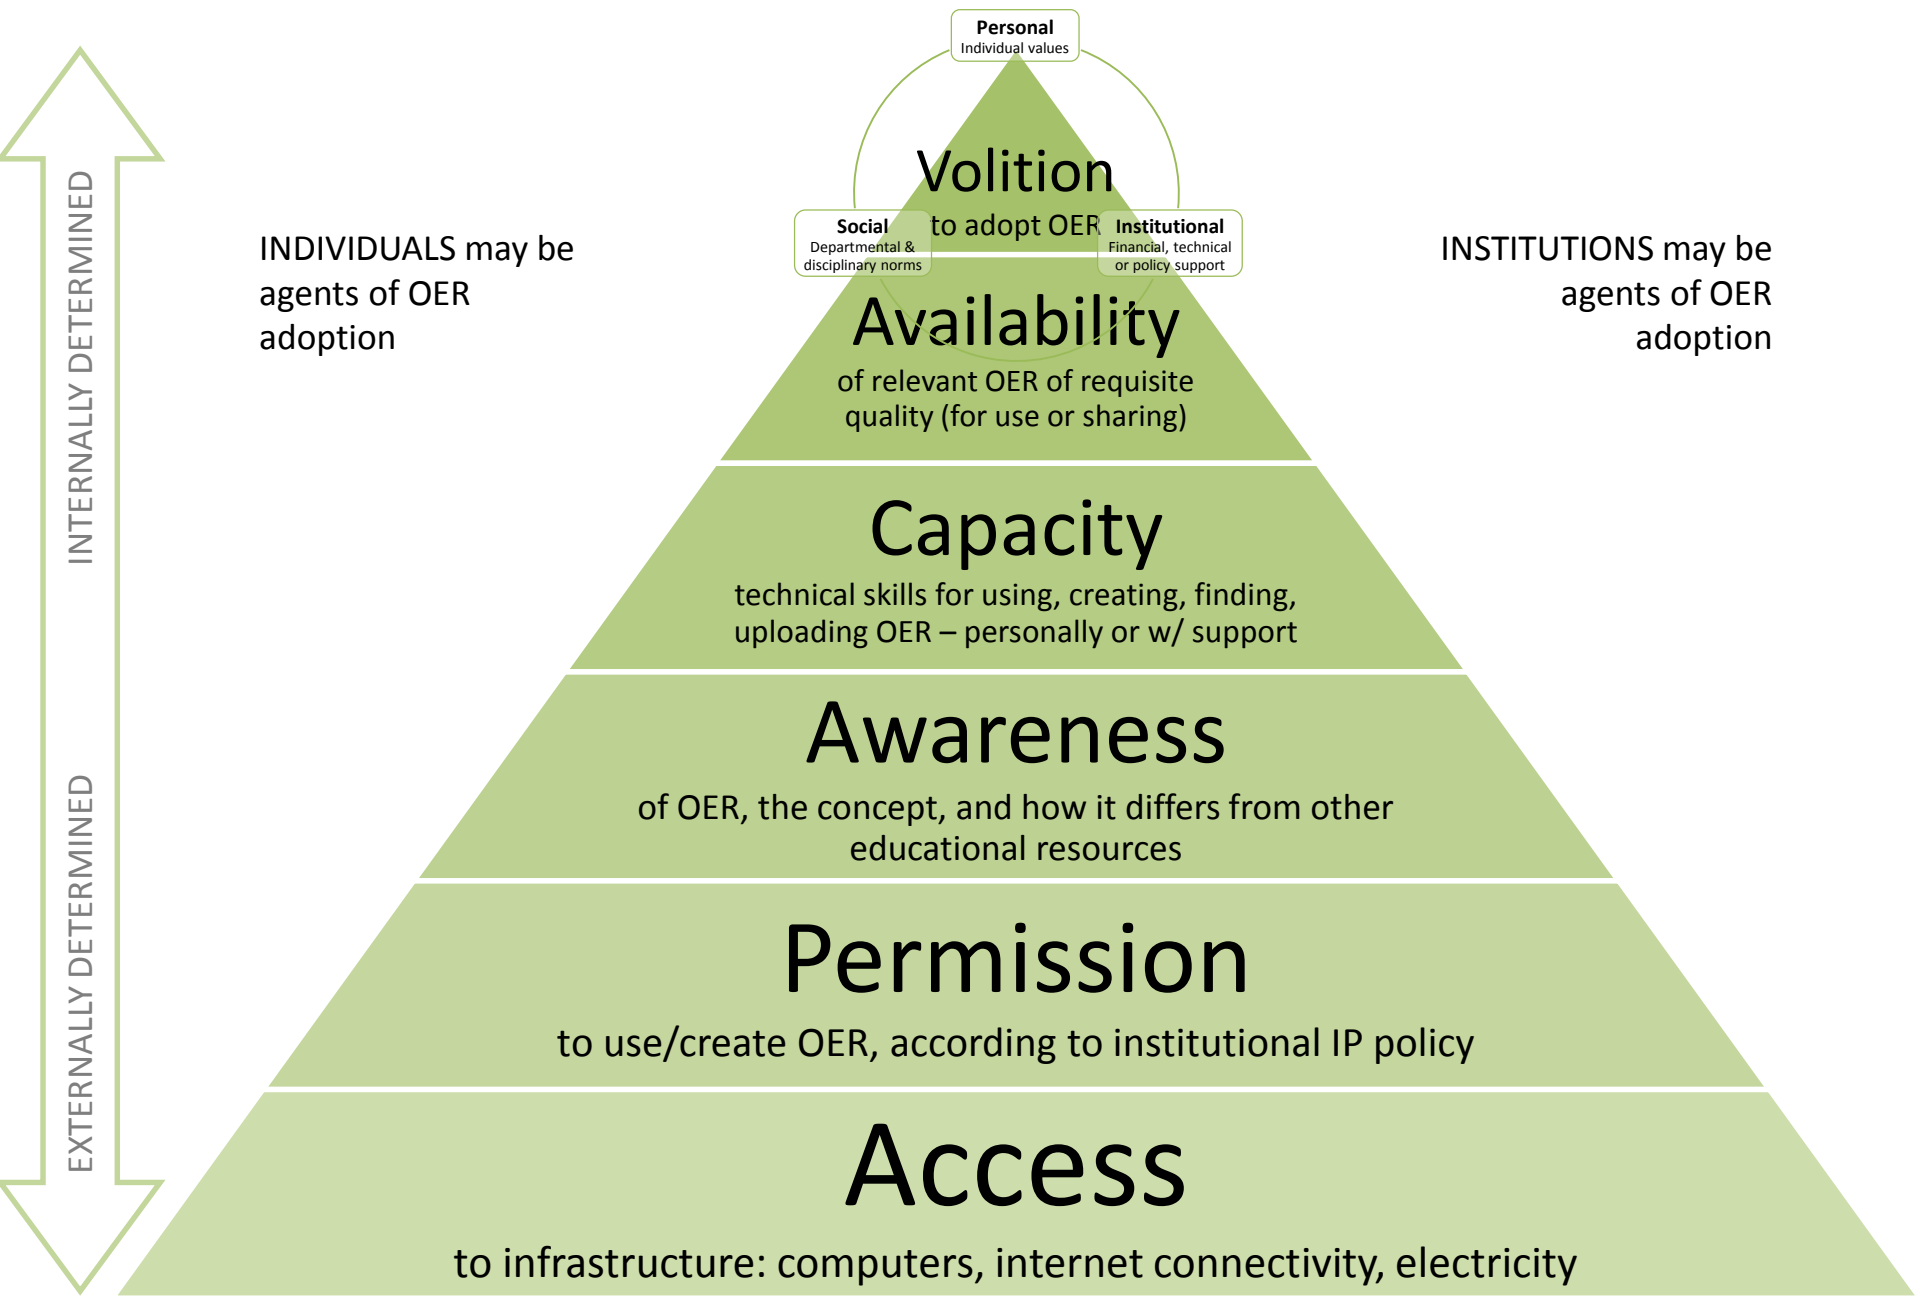 Personal
Individual values
Volition
to adopt OER
Social
Departmental &
disciplinary norms
Institutional
Financial, technical
or policy support
INDIVIDUALS may be
agents of OER
adoption
INSTITUTIONS may be
agents of OER
adoption
INTERNALLY DETERMINED
EXTERNALLY DETERMINED
Availability
of relevant OER of requisite
quality (for use or sharing)
Capacity
technical skills for using, creating, finding,
uploading OER – personally or w/ support
Awareness
of OER, the concept, and how it differs from other
educational resources
Permission
to use/create OER, according to institutional IP policy
Access
to infrastructure: computers, internet connectivity, electricity